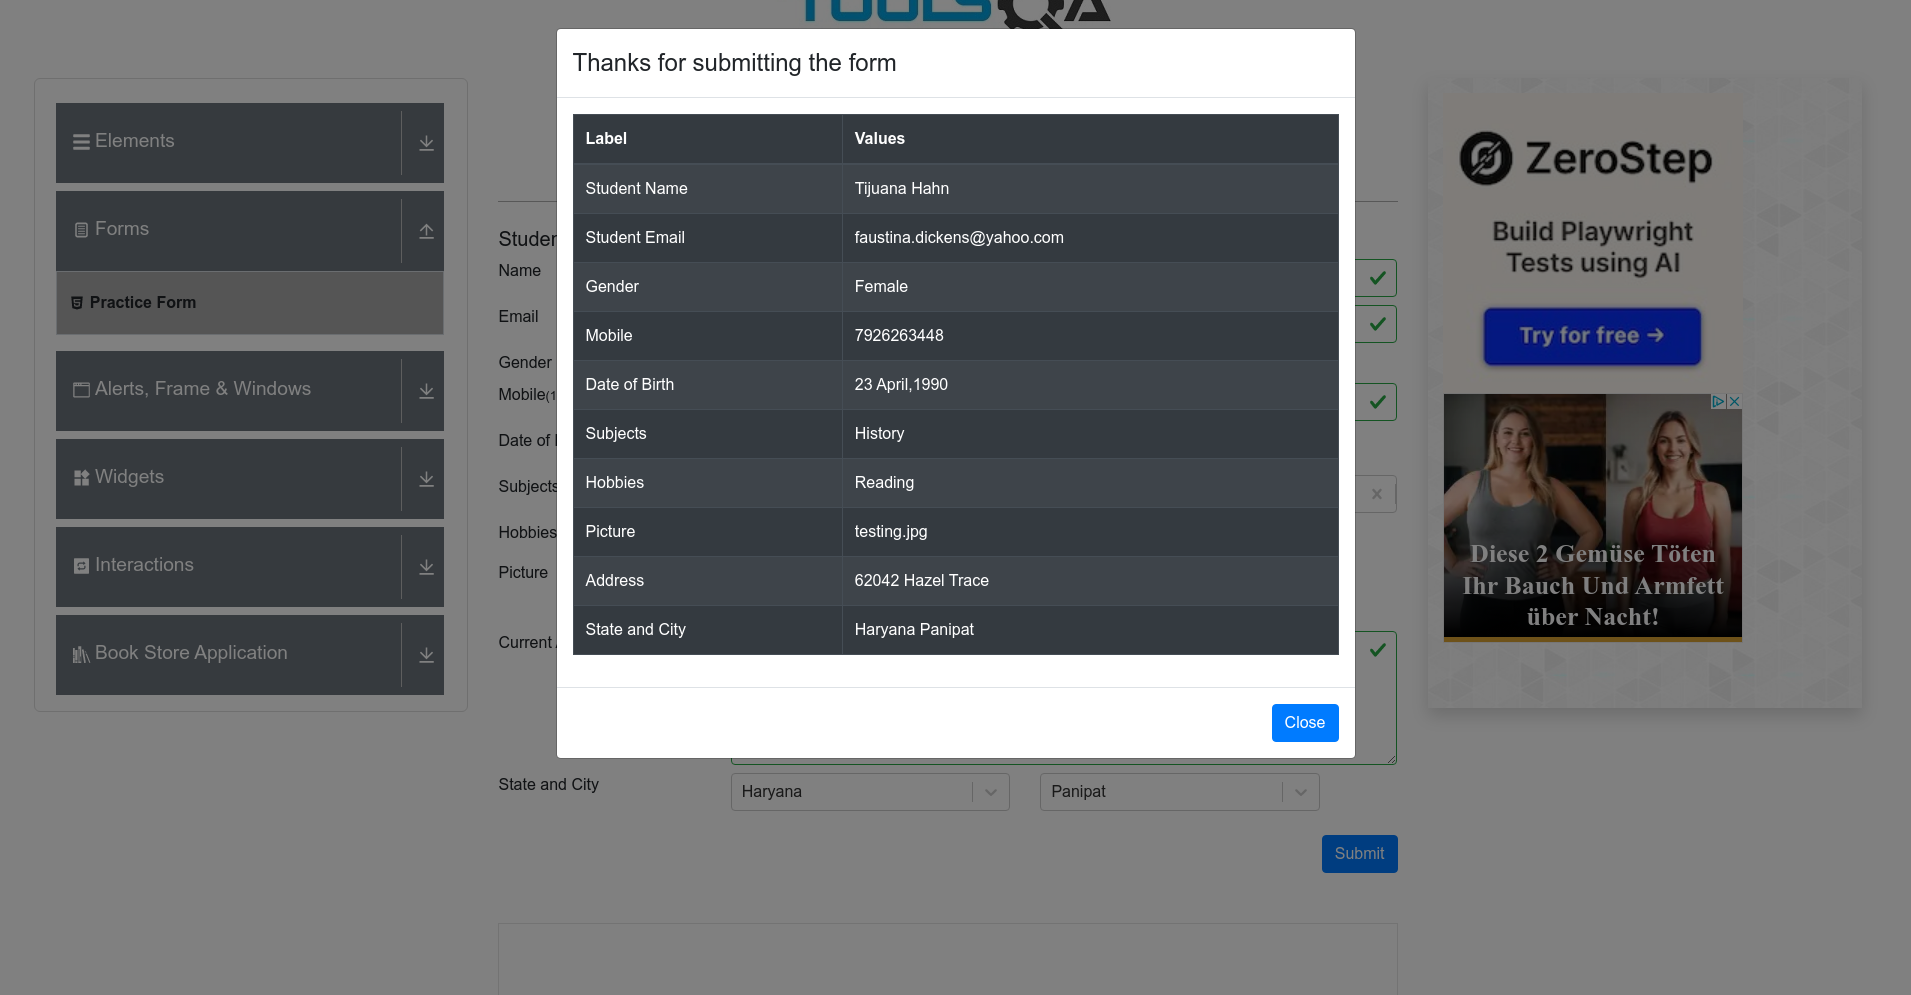 TOOLSQA
Thanks for submitting the form
Label Values
Student Name Tijuana Hahn
Student Email faustina.dickens@yahoo.com
Gender Female
Mobile 7926263448
Date of Birth 23 April,1990
Subjects History
Hobbies Reading
Picture testing.jpg
Address 62042 Hazel Trace
State and City Haryana Panipat
Close
Elements
Forms
Practice Form
Alerts, Frame & Windows
Widgets
Interactions
Book Store Application
Name
Email
Gender
Mobile(1
Date of
Subjects
Hobbies
Picture
Current
State and City
Haryana
Panipat
Submit
ZeroStep
Build Playwright
Tests using AI
Try for free →
Diese 2 Gemüse Töten
Ihr Bauch Und Armfett
über Nacht!